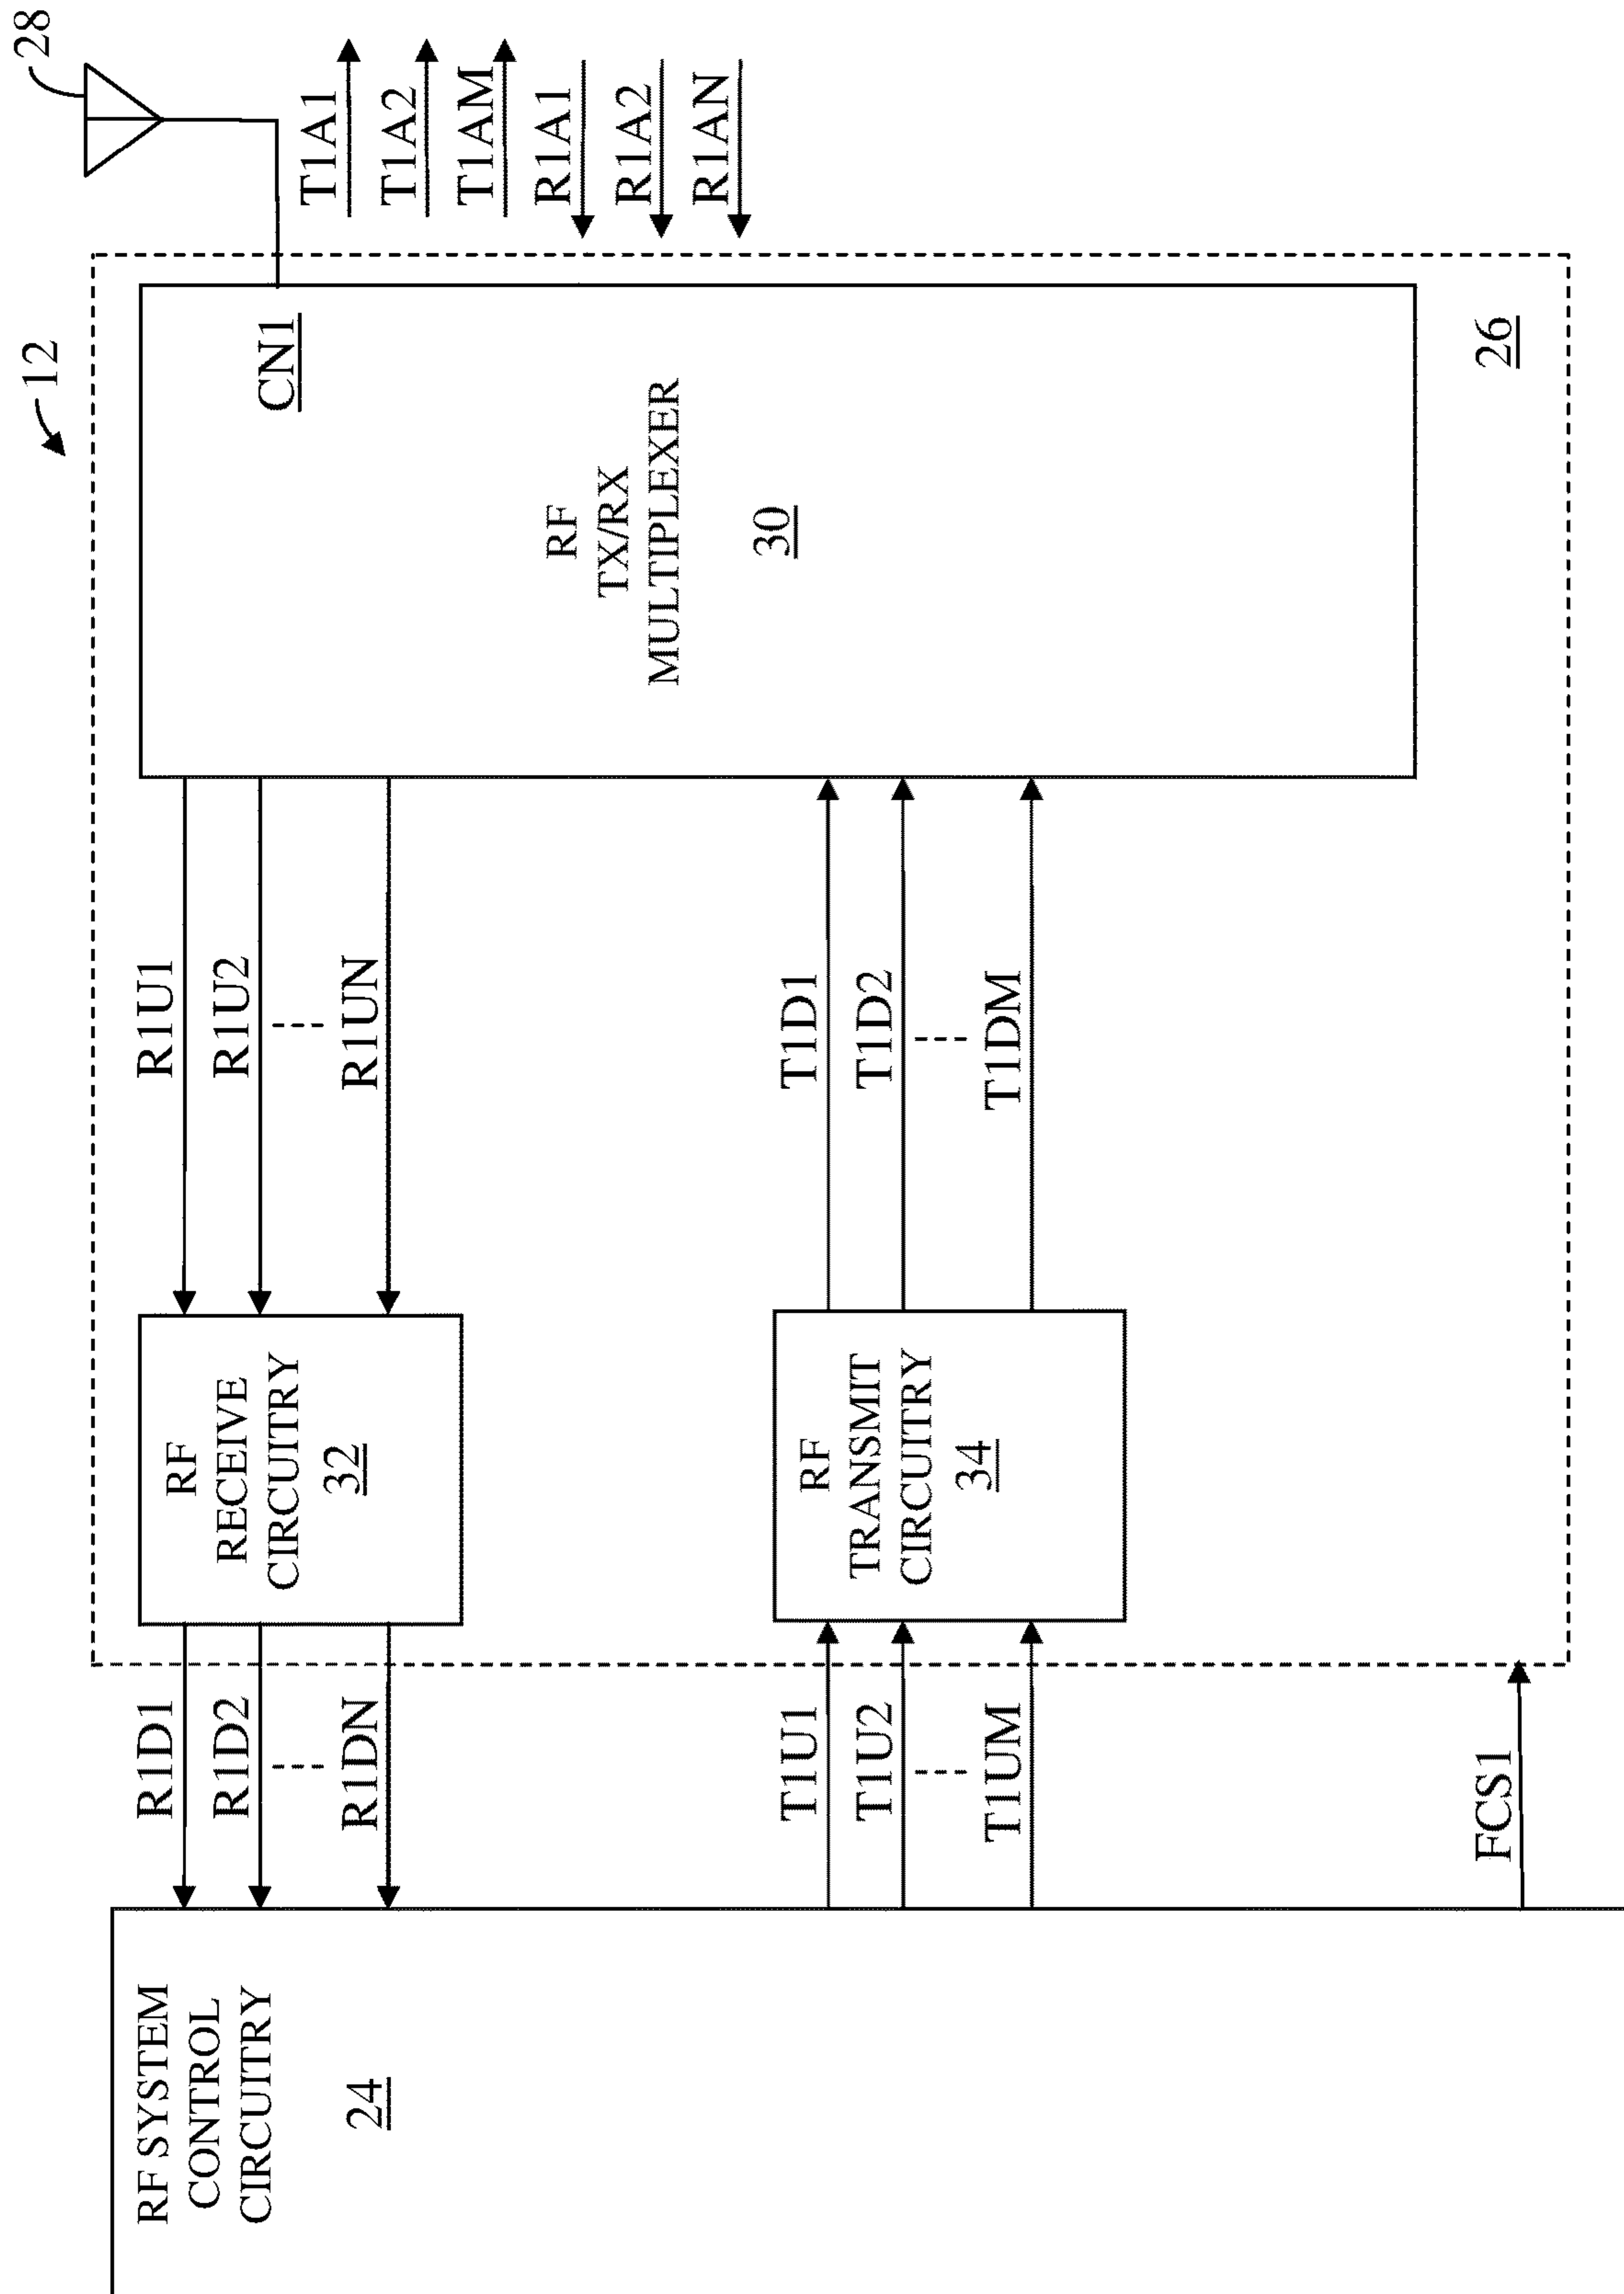 12
28
RF SYSTEM
CONTROL
CIRCUITRY
24
R1D1
R1D2
R1DN
RF
RECEIVE
CIRCUITRY
32
R1U1
R1U2
R1UN
T1U1
T1U2
T1UM
RF
TRANSMIT
CIRCUITRY
34
T1D1
T1D2
T1DM
CN1
RF
TX/RX
MULTIPLEXER
30
T1A1
T1A2
T1AM
R1A1
R1A2
R1AN
FCS1
26